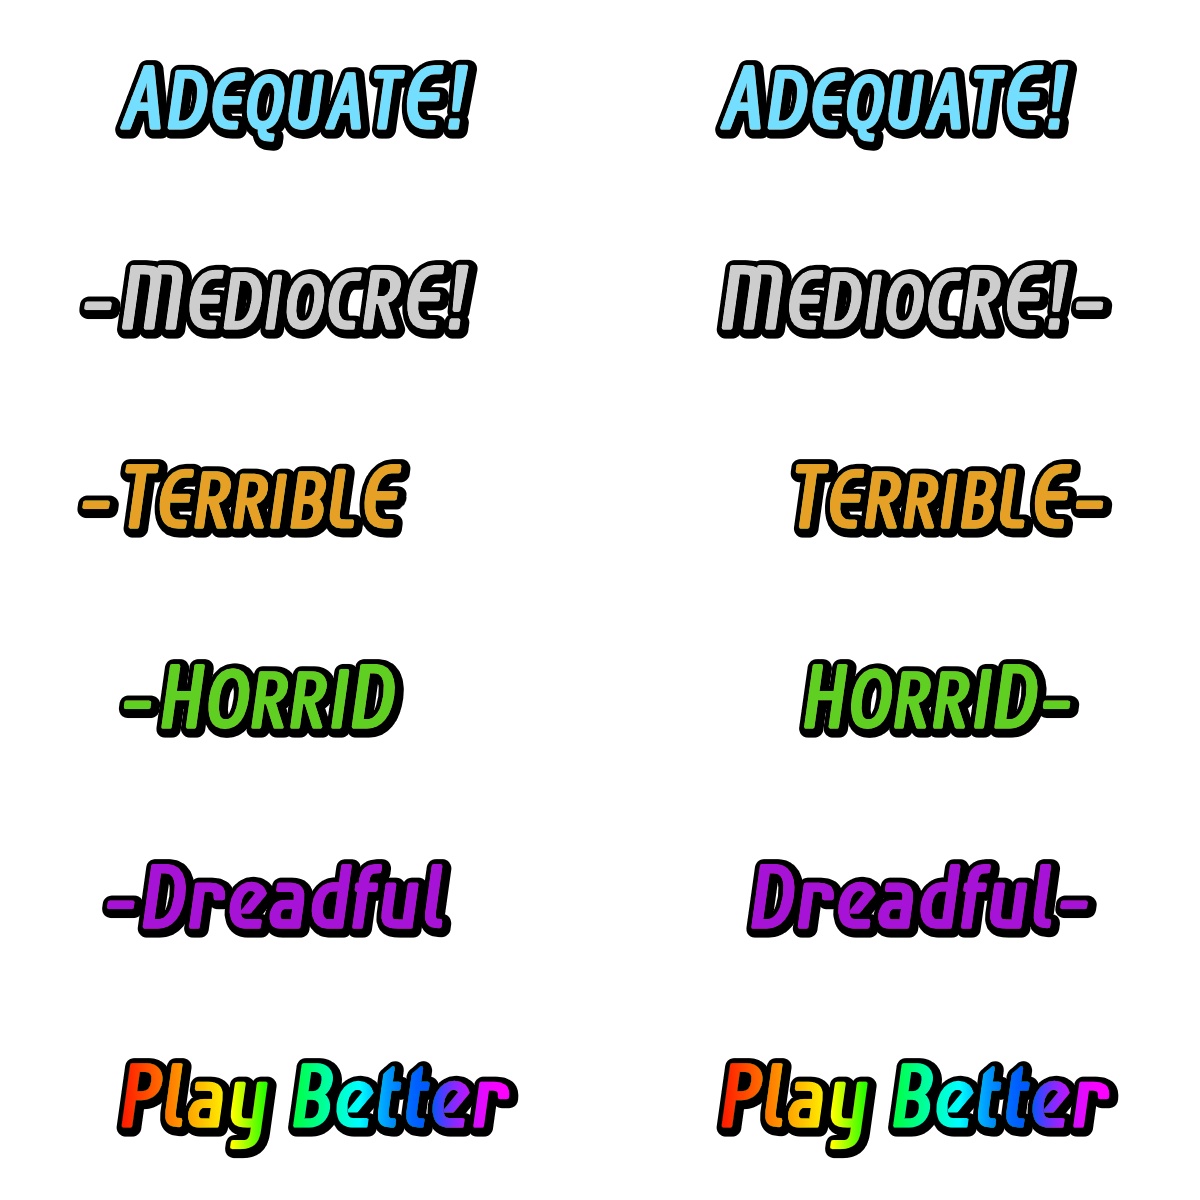 ADEQUATE! ADEQUATE!
-MEDIOCRE! MEDIOCRE!-
-TERRIBLE TERRIBLE-
-HORRID HORRID-
-Dreadful Dreadful-
Play Better Play Better